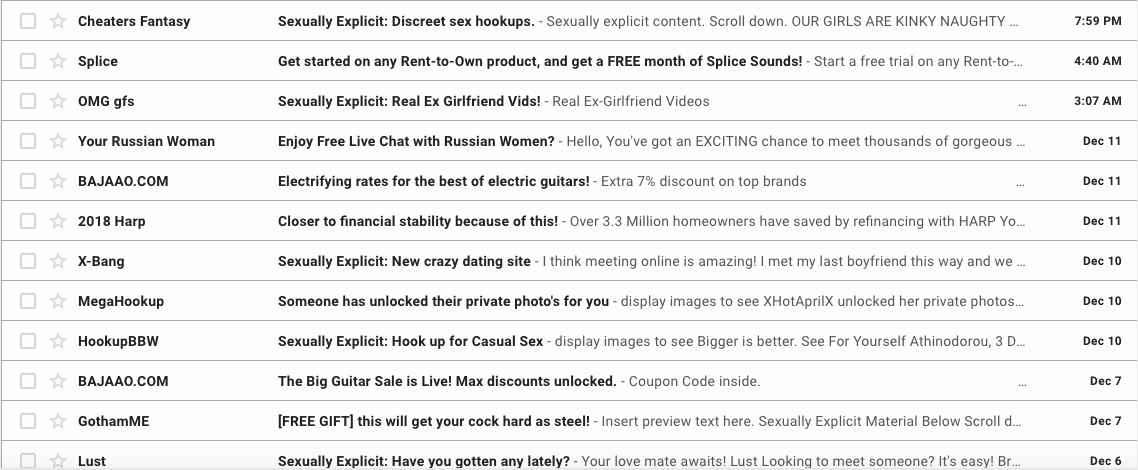 Cheaters Fantasy Sexually Explicit: Discreet sex hookups. - Sexually explicit content. Scroll down. OUR GIRLS ARE KINKY NAUGHTY … 7:59 PM
Splice Get started on any Rent-to-Own product, and get a FREE month of Splice Sounds! - Start a free trial on any Rent-to-… 4:40 AM
OMG gfs Sexually Explicit: Real Ex Girlfriend Vids! - Real Ex-Girlfriend Videos … 3:07 AM
Your Russian Woman Enjoy Free Live Chat with Russian Women? - Hello, You've got an EXCITING chance to meet thousands of gorgeous … Dec 11
BAJAAO.COM Electrifying rates for the best of electric guitars! - Extra 7% discount on top brands … Dec 11
2018 Harp Closer to financial stability because of this! - Over 3.3 Million homeowners have saved by refinancing with HARP Yo… Dec 11
X-Bang Sexually Explicit: New crazy dating site - I think meeting online is amazing! I met my last boyfriend this way and we … Dec 10
MegaHookup Someone has unlocked their private photo's for you - display images to see XHotAprilX unlocked her private photos… Dec 10
HookupBBW Sexually Explicit: Hook up for Casual Sex - display images to see Bigger is better. See For Yourself Athinodorou, 3 D… Dec 10
BAJAAO.COM The Big Guitar Sale is Live! Max discounts unlocked. - Coupon Code inside. … Dec 7
GothamME [FREE GIFT] this will get your cock hard as steel! - Insert preview text here. Sexually Explicit Material Below Scroll d… Dec 7
Lust Sexually Explicit: Have you gotten any lately? - Your love mate awaits! Lust Looking to meet someone? It's easy! Br… Dec 6